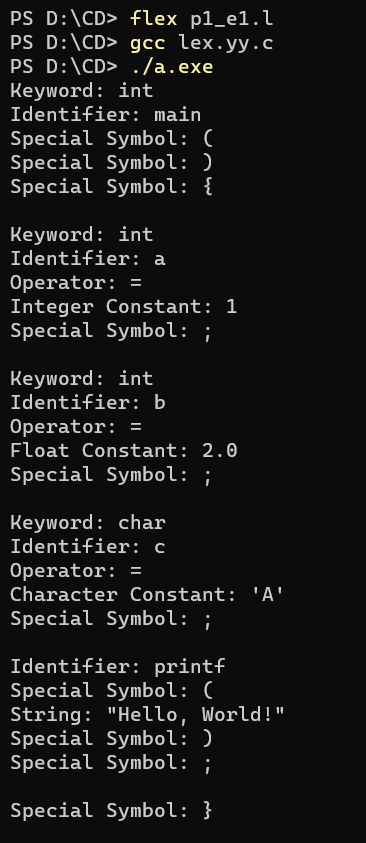 PS D:\CD> flex p1_e1.l
PS D:\CD> gcc lex.yy.c
PS D:\CD> ./a.exe
Keyword: int
Identifier: main
Special Symbol: (
Special Symbol: )
Special Symbol: {

Keyword: int
Identifier: a
Operator: =
Integer Constant: 1
Special Symbol: ;

Keyword: int
Identifier: b
Operator: =
Float Constant: 2.0
Special Symbol: ;

Keyword: char
Identifier: c
Operator: =
Character Constant: 'A'
Special Symbol: ;

Identifier: printf
Special Symbol: (
String: "Hello, World!"
Special Symbol: )
Special Symbol: ;

Special Symbol: }